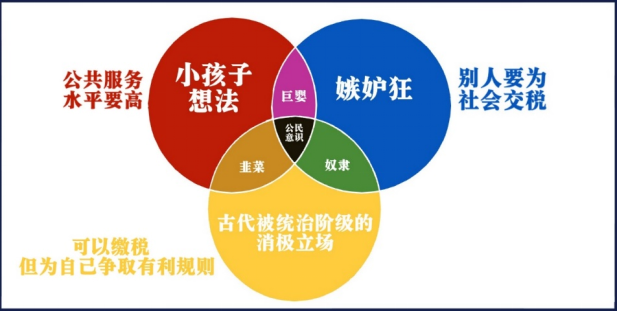 公共服务
水平要高
小孩子
想法
巨婴
嫉妒狂
别人要为
社会交税
公民
意识
韭菜
奴隶
古代被统治阶级的
消极立场
可以缴税
但为自己争取有利规则